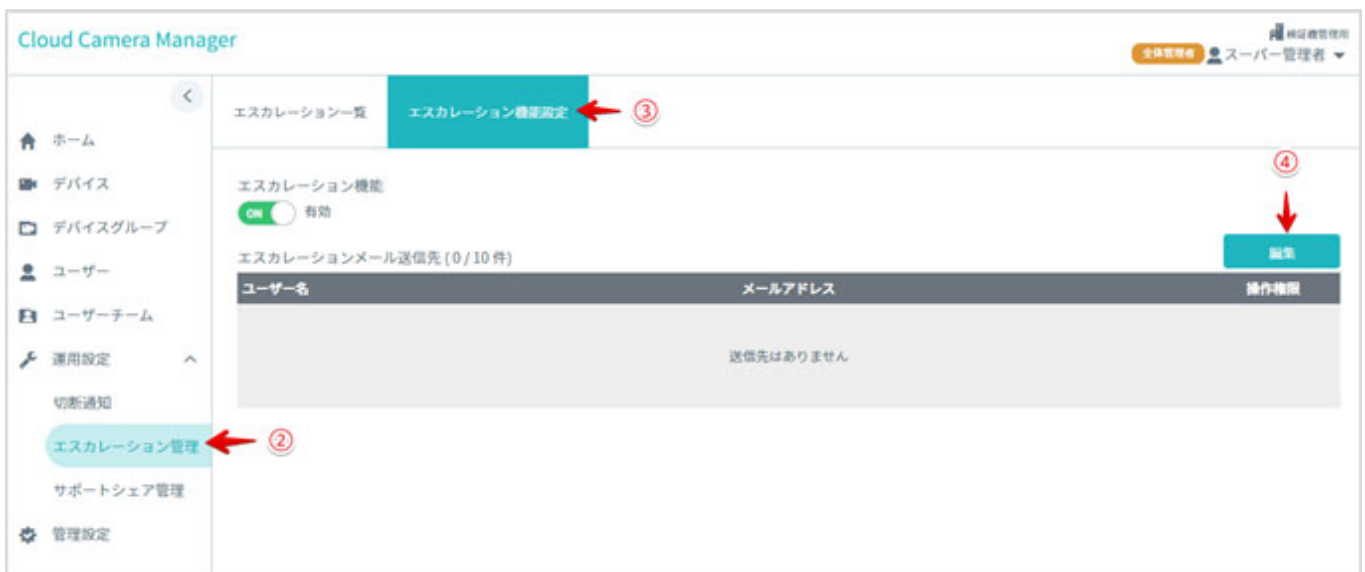 Cloud Camera Manager
検証機管理用
全体管理者 スーパー管理者
エスカレーション一覧 エスカレーション機能設定 ③
ホーム
デバイス
デバイスグループ
ユーザー
ユーザーチーム
運用設定
切断通知
エスカレーション管理 ②
サポートシェア管理
管理設定
④
エスカレーション機能
ON 有効
エスカレーションメール送信先 ( 0 / 10 件)
編集
ユーザー名 メールアドレス 操作権限
送信先はありません